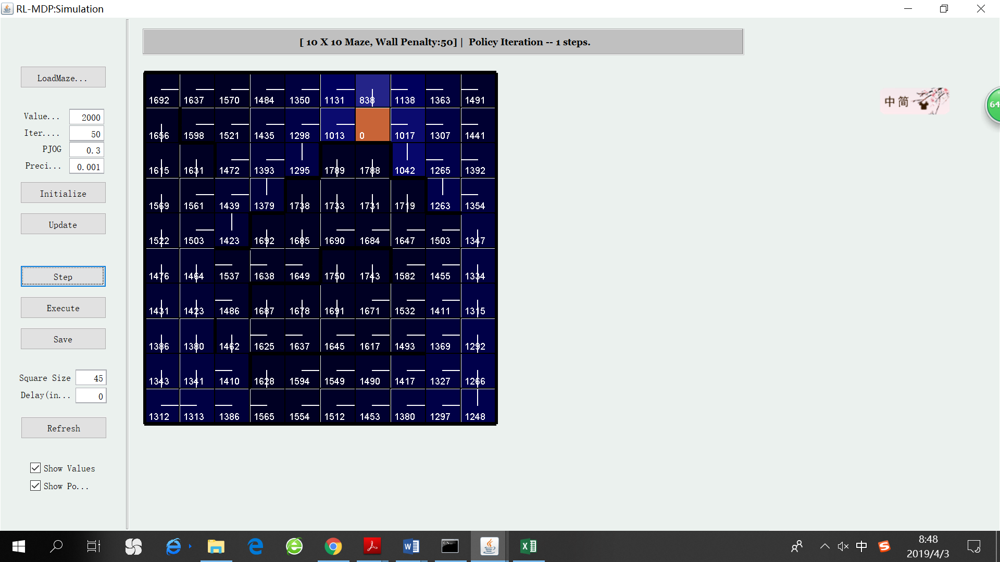 RL-MDP:Simulation
[ 10 X 10 Maze, Wall Penalty:50] | Policy Iteration -- 1 steps.
LoadMaze...
Value... 2000
Iter.... 50
PJOG 0.3
Preci... 0.001
Initialize
Update
Step
Execute
Save
Square Size 45
Delay(in... 0
Refresh
Show Values
Show Po...
1692 1637 1570 1484 1350 1131 838 1138 1363 1491
1656 1598 1521 1435 1298 1013 0 1017 1307 1441
1615 1631 1472 1393 1295 1789 1788 1042 1265 1392
1569 1561 1439 1379 1738 1733 1731 1719 1263 1354
1522 1503 1423 1692 1685 1690 1684 1647 1503 1347
1476 1464 1537 1638 1649 1750 1743 1582 1455 1334
1431 1423 1486 1687 1678 1691 1671 1532 1411 1315
1386 1380 1462 1625 1637 1645 1617 1493 1369 1292
1343 1341 1410 1628 1594 1549 1490 1417 1327 1266
1312 1313 1386 1565 1554 1512 1453 1380 1297 1248
中 简
64
中
8:48
2019/4/3